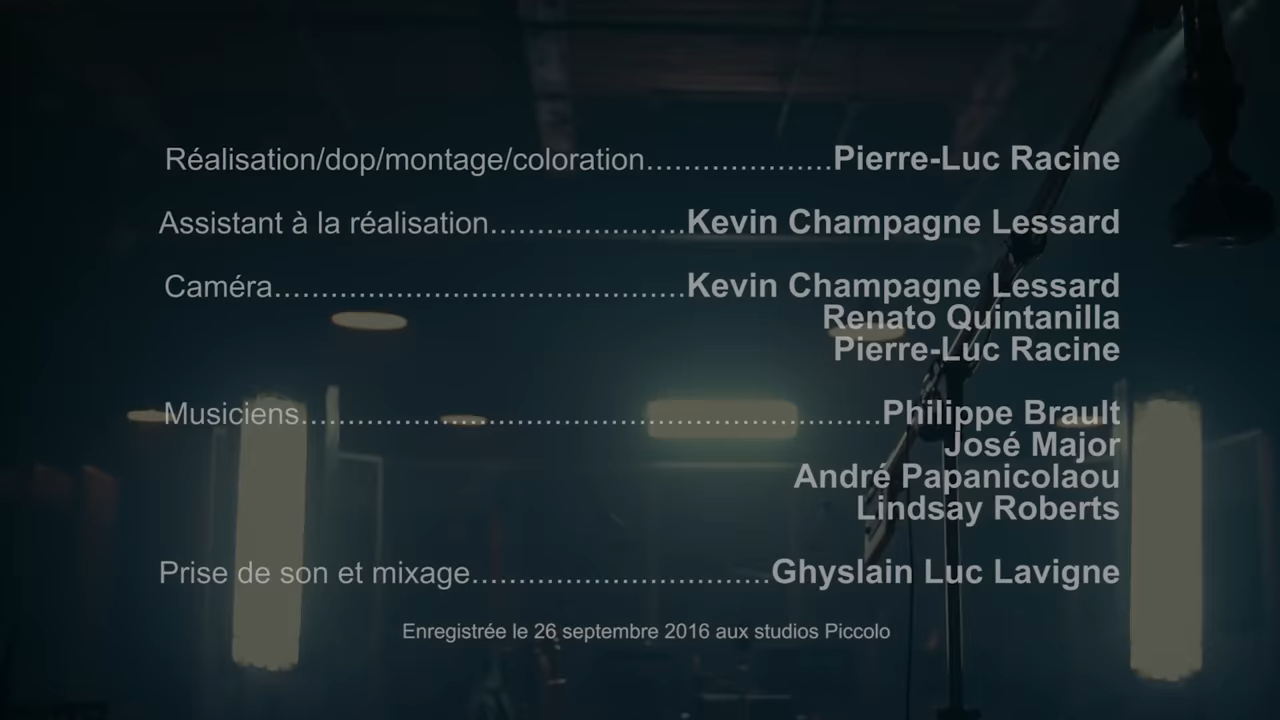 Réalisation/dop/montage/coloration....................Pierre-Luc Racine
Assistant à la réalisation.....................Kevin Champagne Lessard
Caméra............................................Kevin Champagne Lessard
Renato Quintanilla
Pierre-Luc Racine
Musiciens..............................................................Philippe Brault
José Major
André Papanicolaou
Lindsay Roberts
Prise de son et mixage................................Ghyslain Luc Lavigne
Enregistrée le 26 septembre 2016 aux studios Piccolo